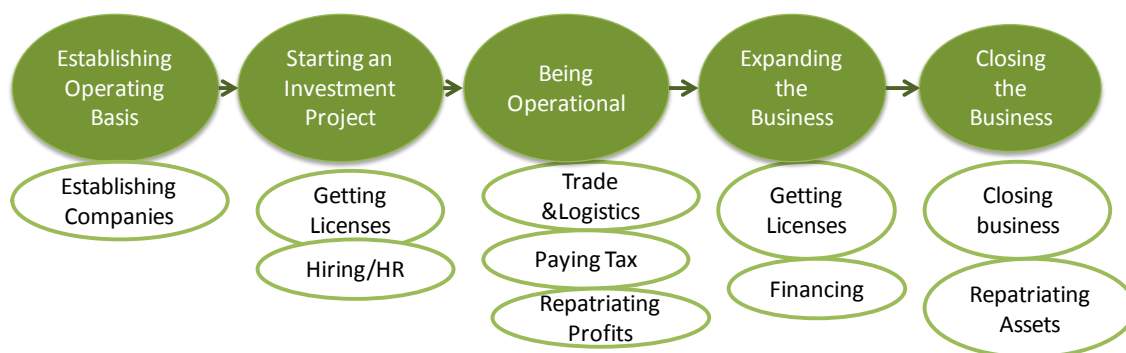 Establishing
Operating
Basis
Starting an
Investment
Project
Being
Operational
Expanding
the
Business
Closing
the
Business
Establishing
Companies
Getting
Licenses
Hiring/HR
Trade
&Logistics
Paying Tax
Repatriating
Profits
Getting
Licenses
Financing
Closing
business
Repatriating
Assets